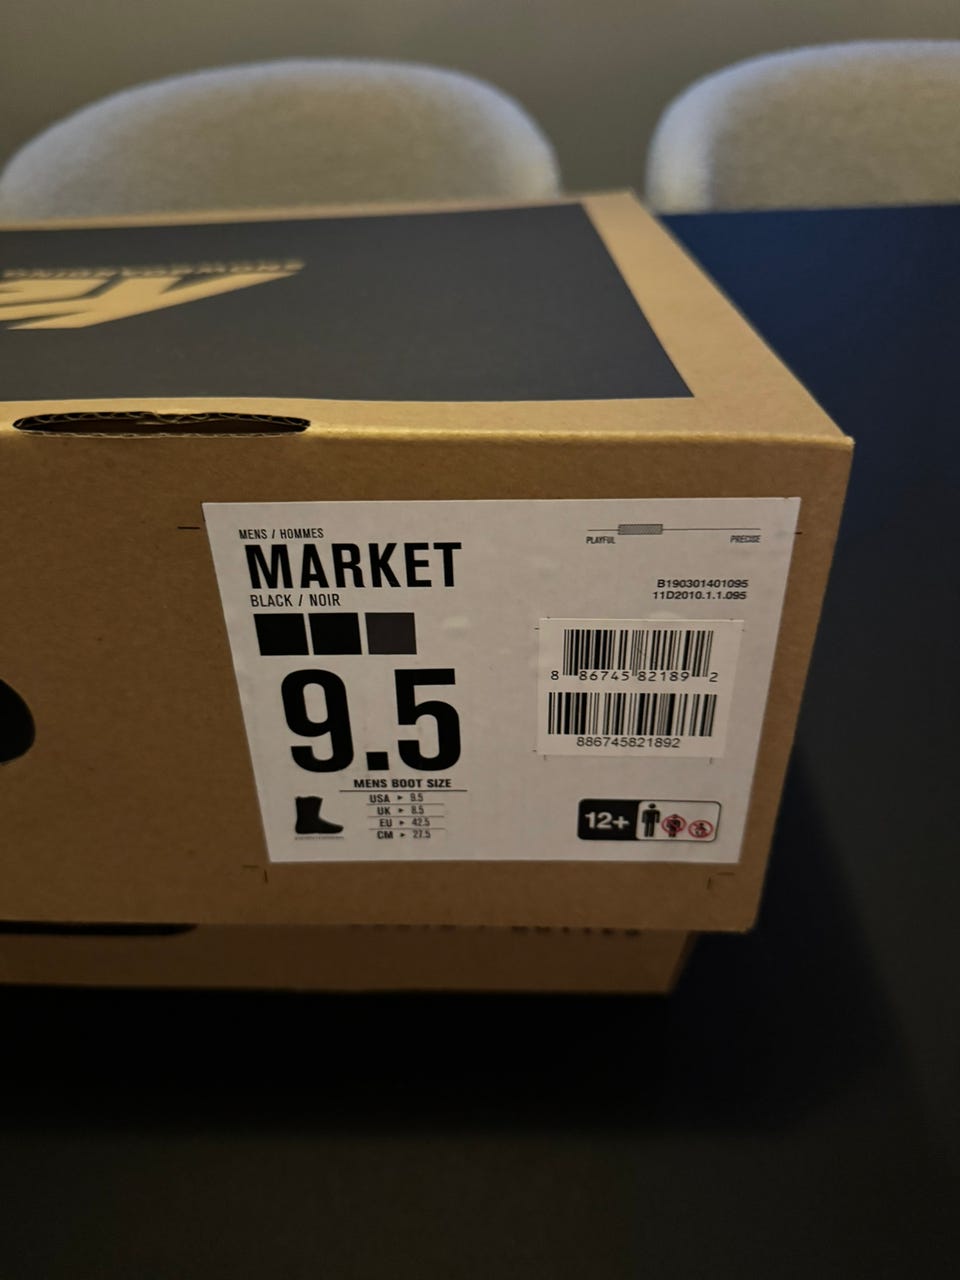 MENS / HOMMES
MARKET
BLACK / NOIR
9.5
MENS BOOT SIZE
USA ▸ 9.5
UK ▸ 8.5
EU ▸ 42.5
CM ▸ 27.5
PLAYFUL PRECISE
B190301401095
11D2010.1.1.095
8 86745 82189 2
886745821892
12+